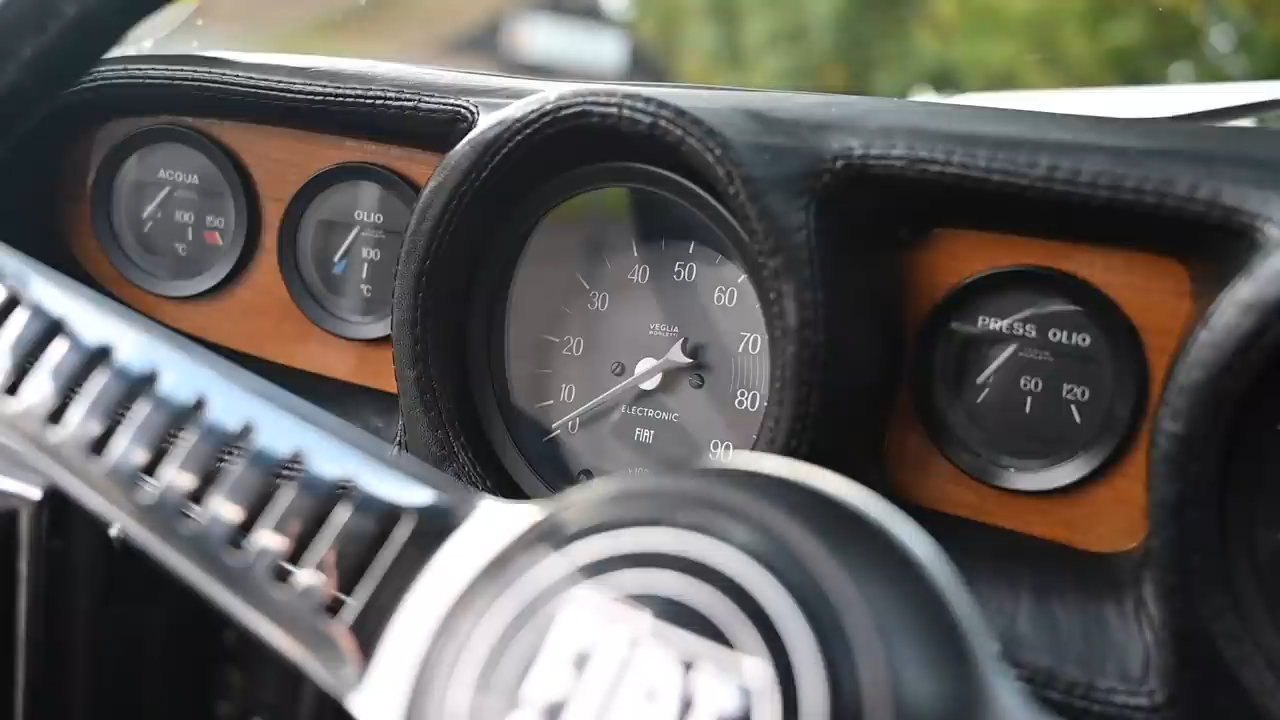 ACQUA
100 150
°C
OLIO
100
°C
0 10 20 30 40 50 60 70 80 90
VEGLIA
BORLETTI
ELECTRONIC
FIAT
PRESS OLIO
60 120